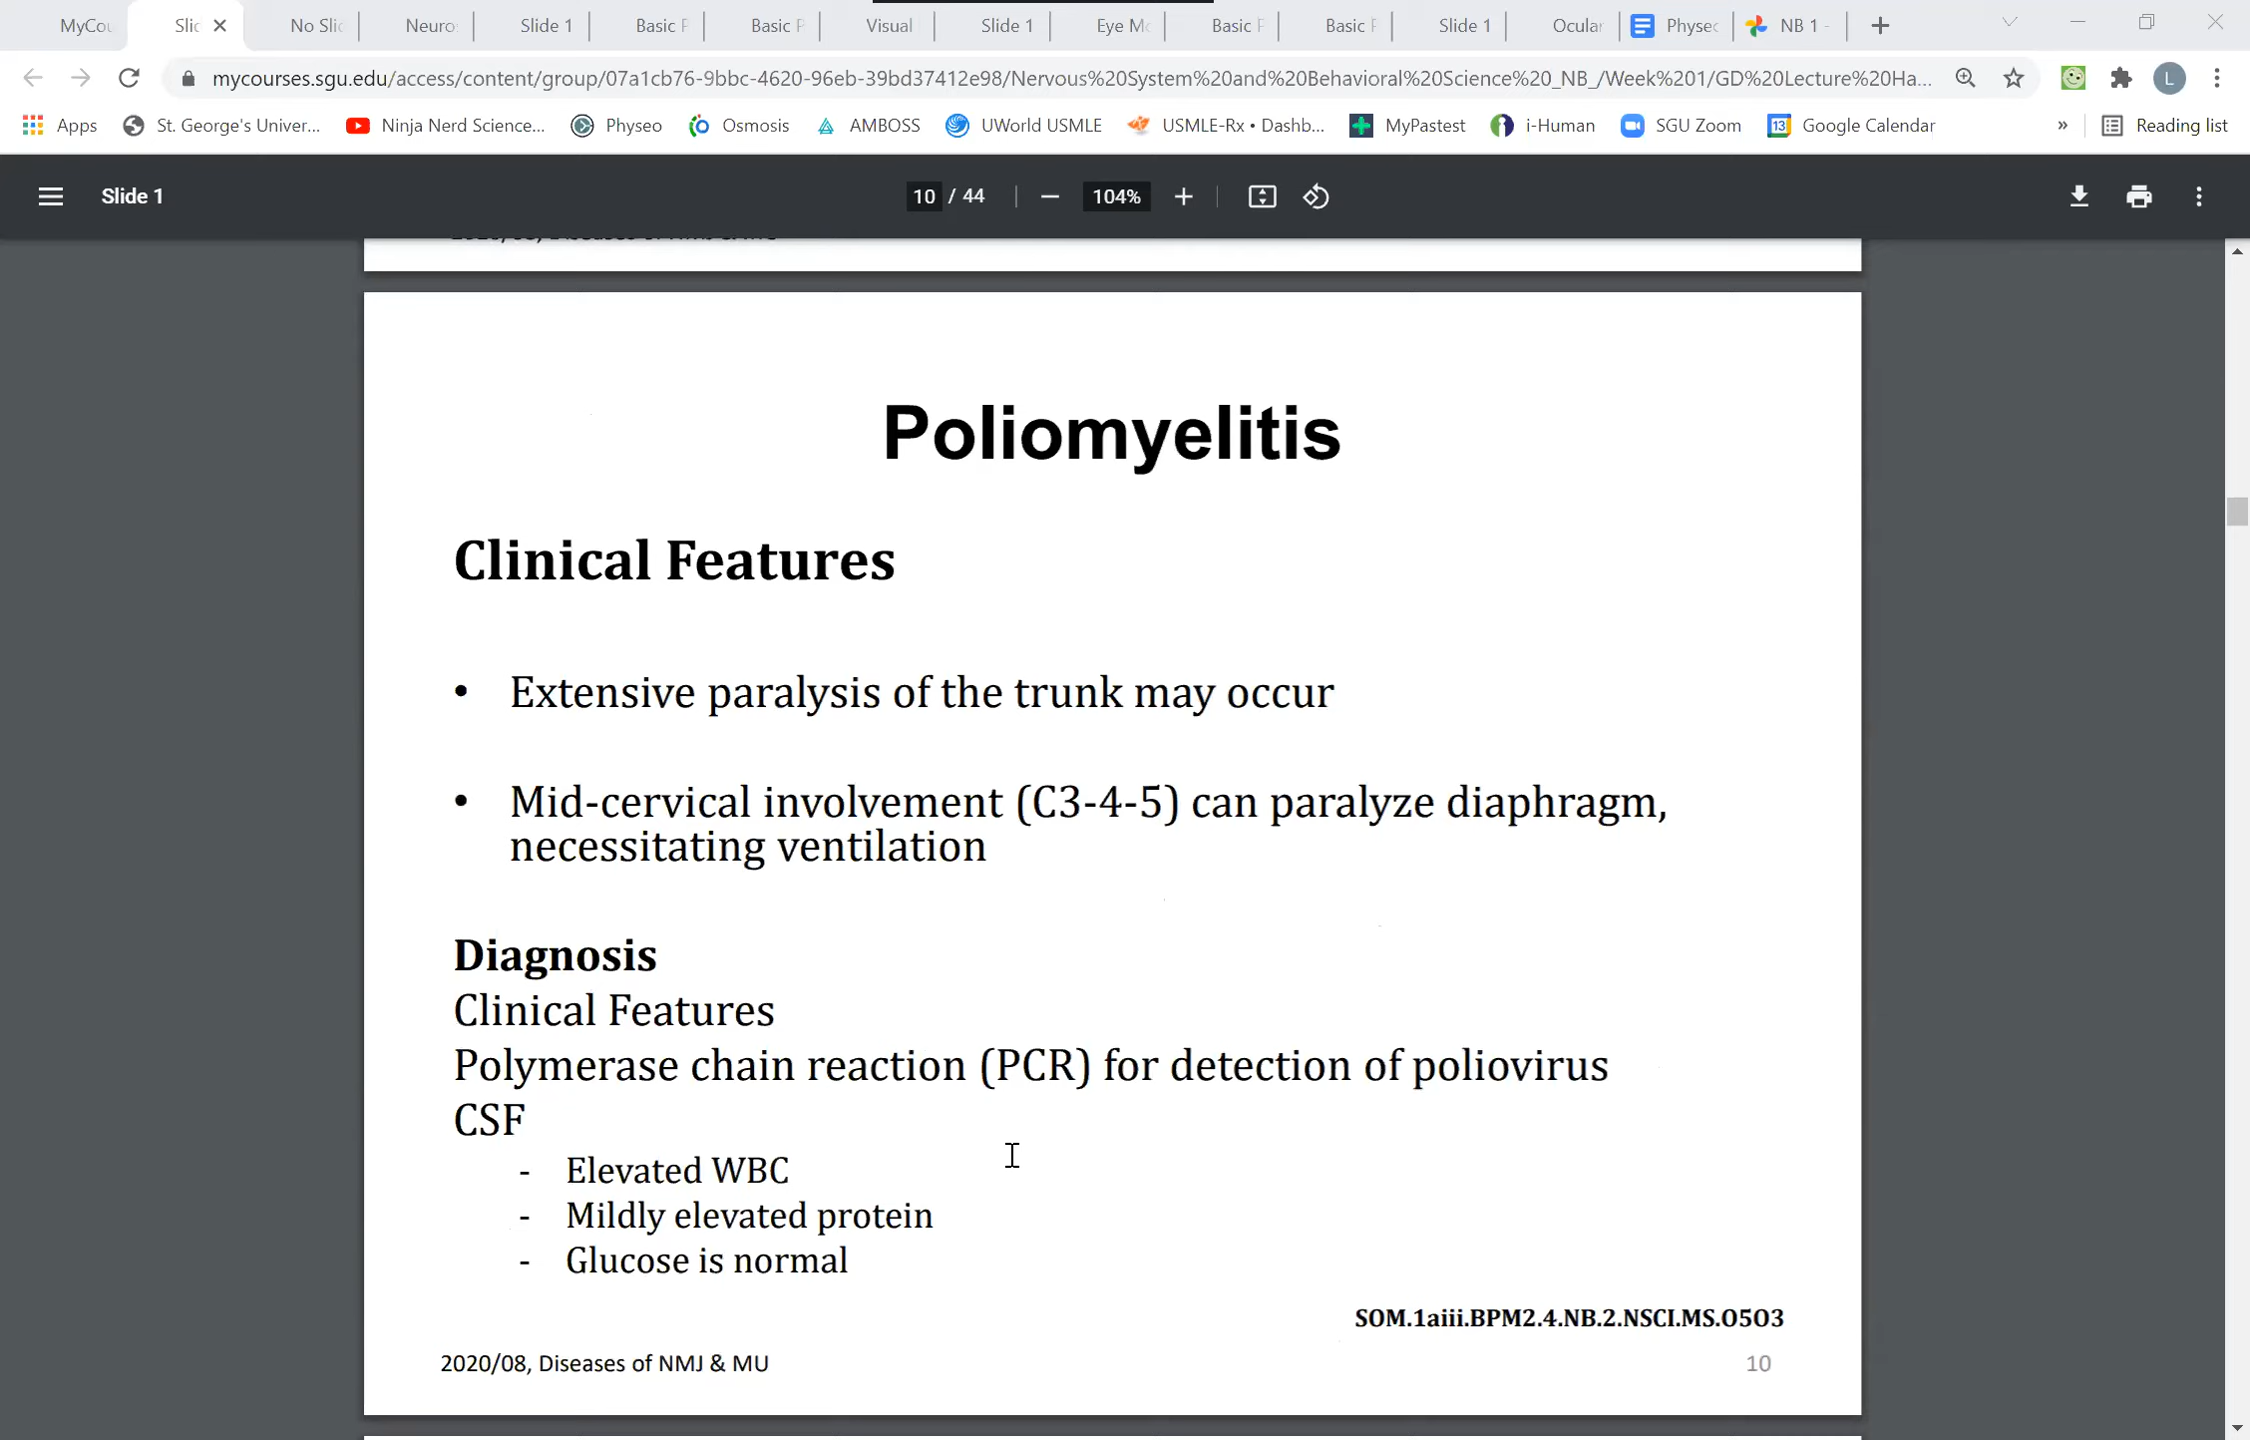 MyCou
Slic
No Slic
Neuro
Slide 1
Basic P
Basic P
Visual
Slide 1
Eye Mo
Basic P
Basic P
Slide 1
Ocular
Physeo
NB 1 -
mycourses.sgu.edu/access/content/group/07a1cb76-9bbc-4620-96eb-39bd37412e98/Nervous%20System%20and%20Behavioral%20Science%20_NB_/Week%201/GD%20Lecture%20Ha...
L
Apps
St. George's Univer...
Ninja Nerd Science...
Physeo
Osmosis
AMBOSS
UWorld USMLE
USMLE-Rx • Dashb...
MyPastest
i-Human
SGU Zoom
13
Google Calendar
»
Reading list
Slide 1
10 / 44
104%
Poliomyelitis
Clinical Features
• Extensive paralysis of the trunk may occur
• Mid-cervical involvement (C3-4-5) can paralyze diaphragm,
necessitating ventilation
Diagnosis
Clinical Features
Polymerase chain reaction (PCR) for detection of poliovirus
CSF
- Elevated WBC
- Mildly elevated protein
- Glucose is normal
SOM.1aiii.BPM2.4.NB.2.NSCI.MS.O5O3
2020/08, Diseases of NMJ & MU
10